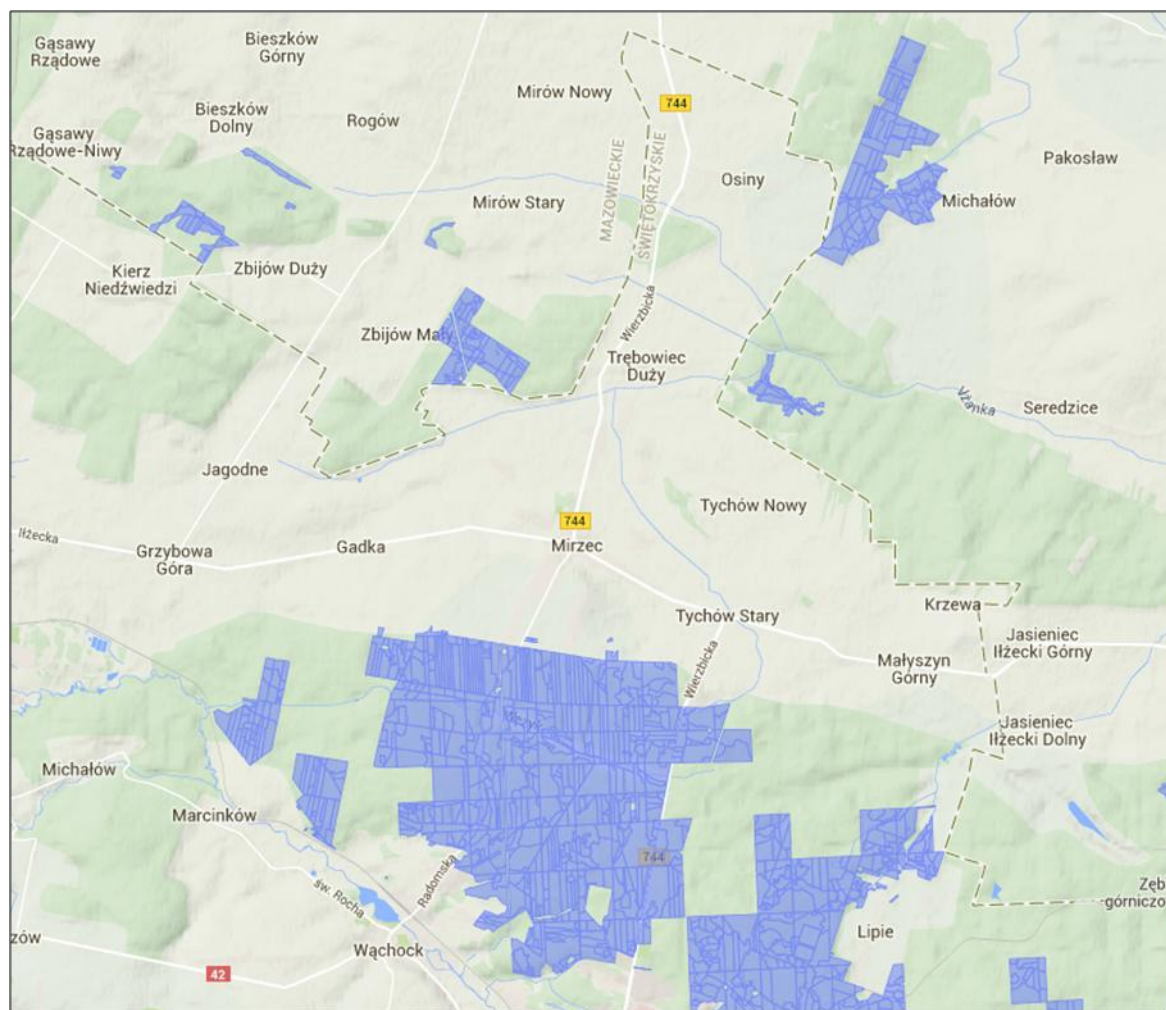 Gąsawy
Rządowe
Bieszków
Górny
Mirów Nowy
744
Bieszków
Dolny
Rogów
Gąsawy
Rządowe-Niwy
Pakosław
MAZOWIECKIE
ŚWIĘTOKRZYSKIE
Osiny
Mirów Stary
Michałów
Kierz
Niedźwiedzi
Zbijów Duży
Wierzbicka
Zbijów Mały
Trębowiec
Duży
Seredzice
Jagodne
Tychów Nowy
Iłżecka
744
Grzybowa
Góra
Gadka
Mirzec
Krzewa
Tychów Stary
Jasieniec
Iłżecki Górny
Wierzbicka
Małyszyn
Górny
Jasieniec
Iłżecki Dolny
Michałów
Marcinków
744
Radomska
św. Rocha
Zęb
-górniczo
zów
Wąchock
Lipie
42